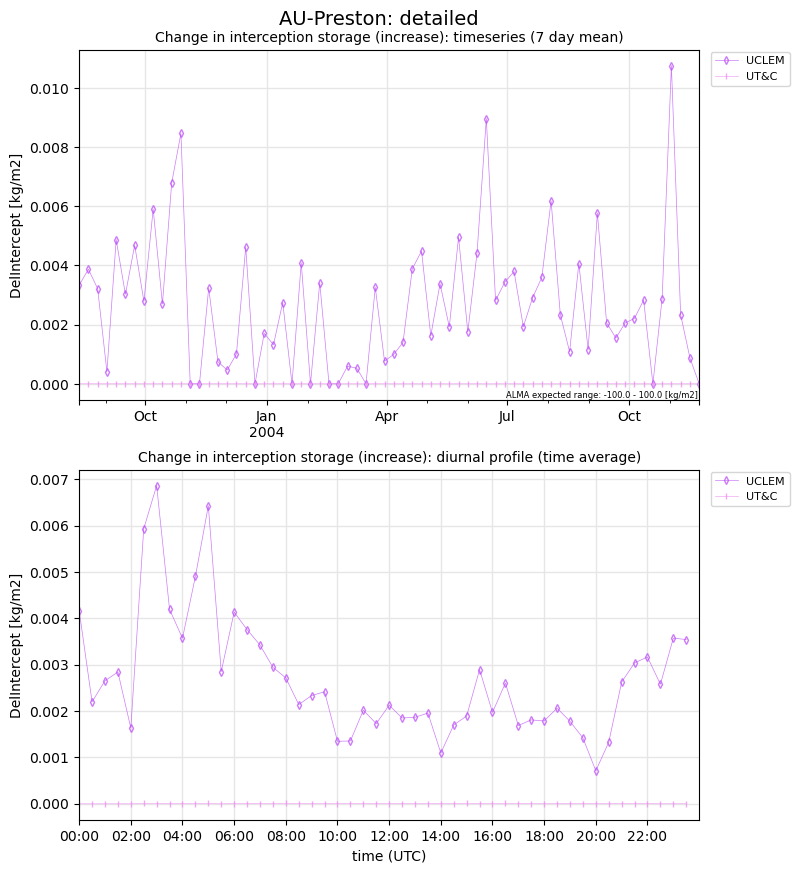 AU-Preston: detailed
Change in interception storage (increase): timeseries (7 day mean)
UCLEM
UT&C
DelIntercept [kg/m2]
0.010
0.008
0.006
0.004
0.002
0.000
ALMA expected range: -100.0 - 100.0 [kg/m2]
Oct Jan Apr Jul Oct
2004
Change in interception storage (increase): diurnal profile (time average)
UCLEM
UT&C
DelIntercept [kg/m2]
0.007
0.006
0.005
0.004
0.003
0.002
0.001
0.000
00:00 02:00 04:00 06:00 08:00 10:00 12:00 14:00 16:00 18:00 20:00 22:00
time (UTC)